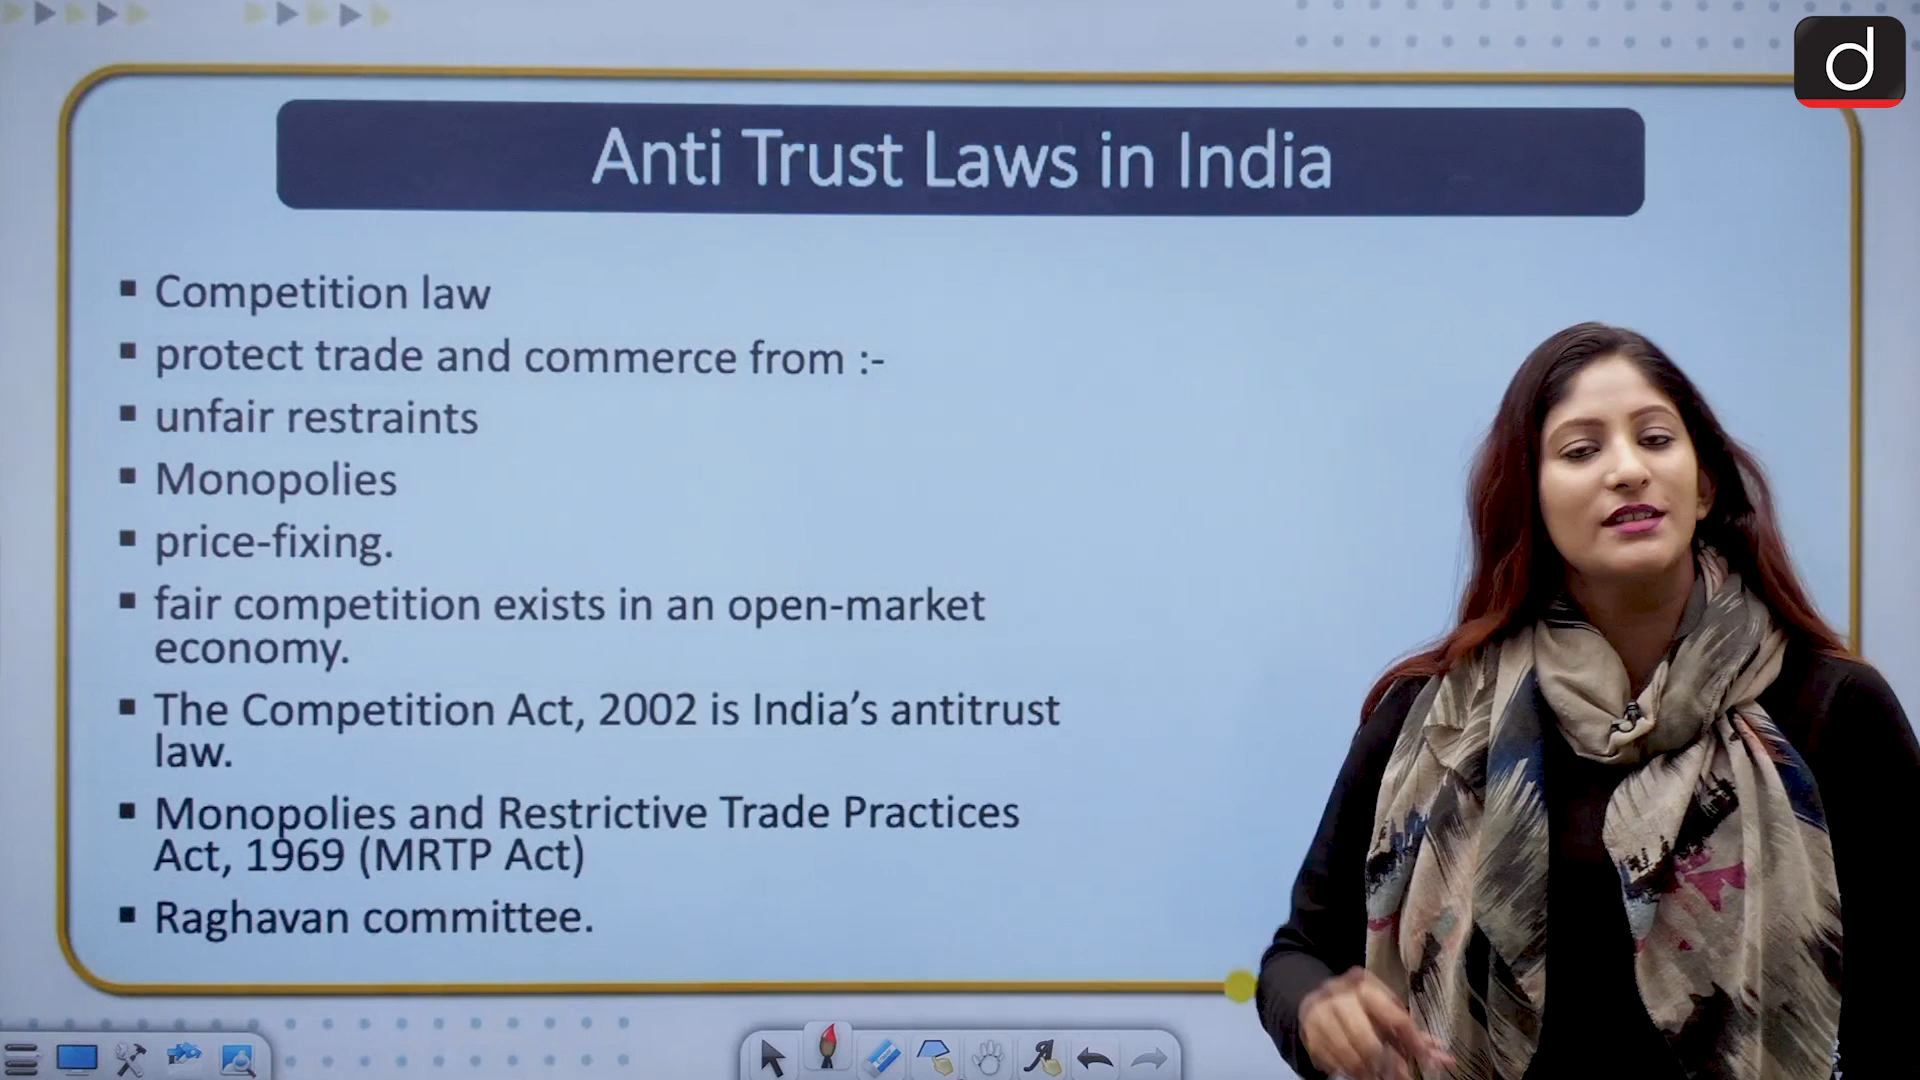 d
Anti Trust Laws in India
▪ Competition law
▪ protect trade and commerce from :-
▪ unfair restraints
▪ Monopolies
▪ price-fixing.
▪ fair competition exists in an open-market
economy.
▪ The Competition Act, 2002 is India’s antitrust
law.
▪ Monopolies and Restrictive Trade Practices
Act, 1969 (MRTP Act)
▪ Raghavan committee.